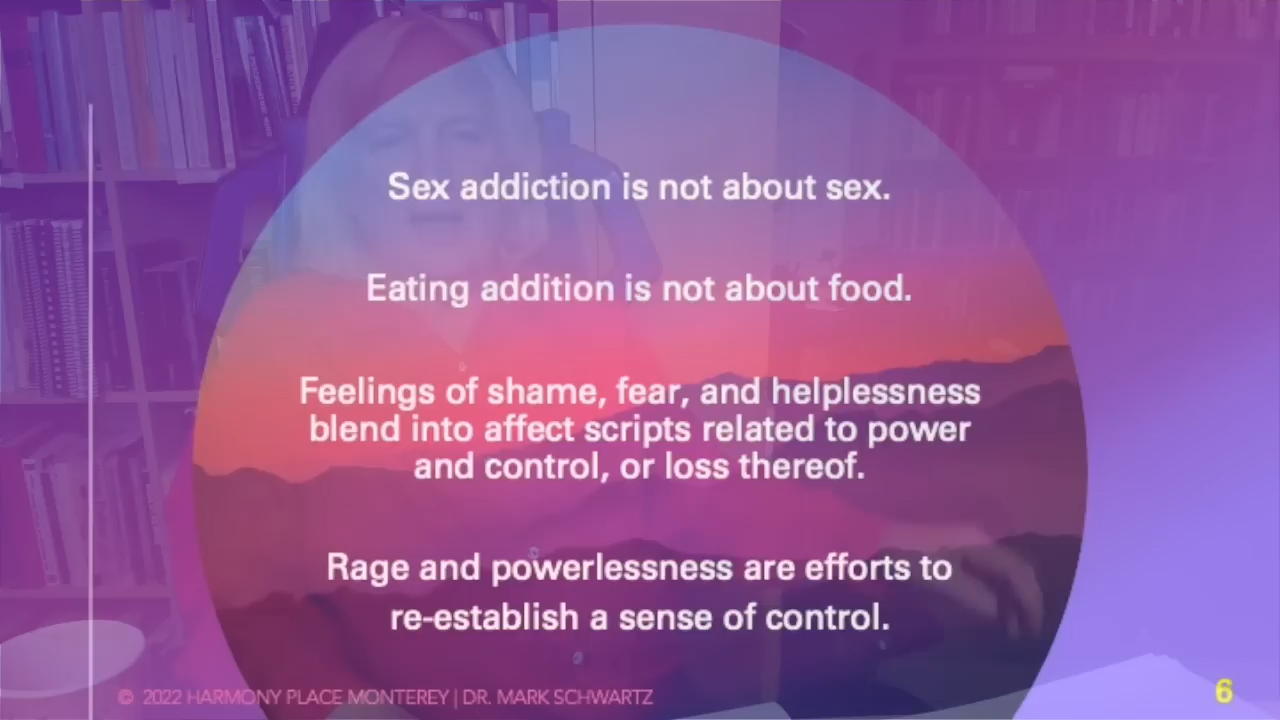 Sex addiction is not about sex.
Eating addition is not about food.
Feelings of shame, fear, and helplessness
blend into affect scripts related to power
and control, or loss thereof.
Rage and powerlessness are efforts to
re-establish a sense of control.
© 2022 HARMONY PLACE MONTEREY | DR. MARK SCHWARTZ
6